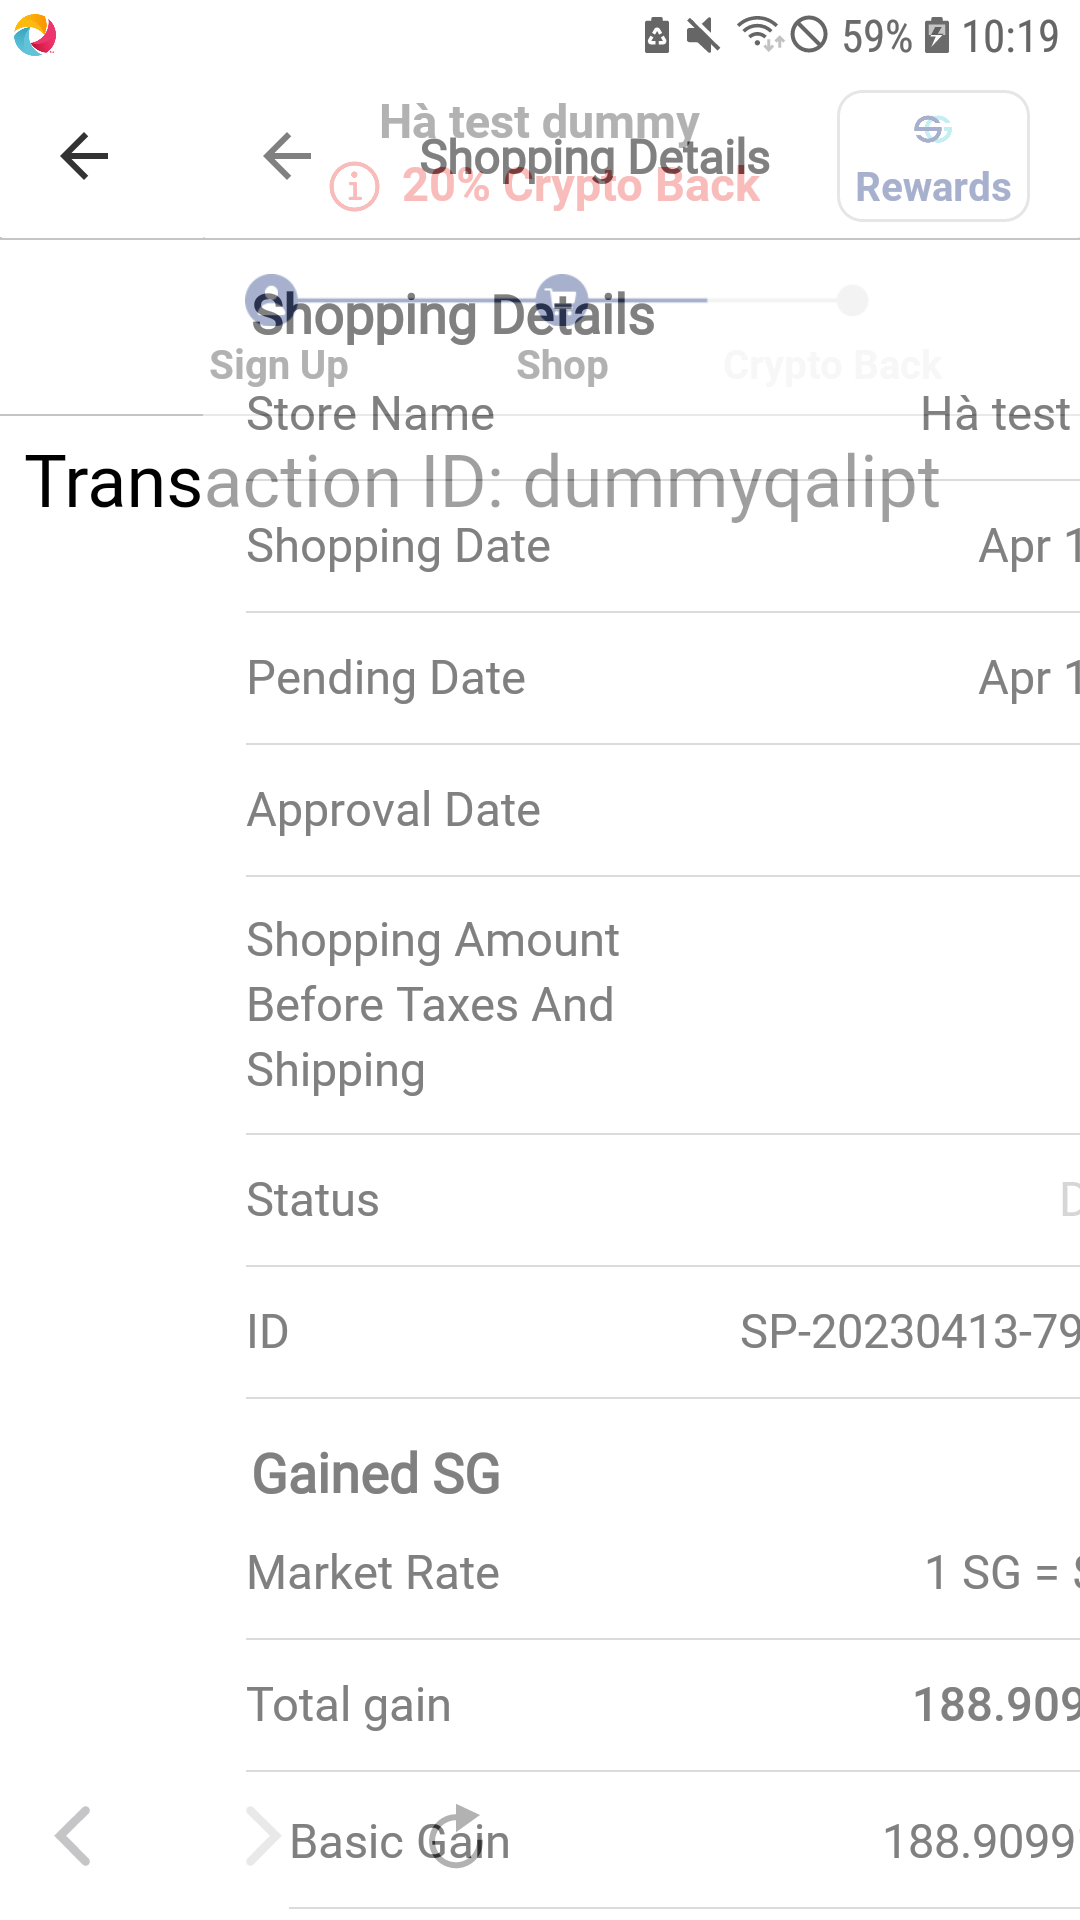 59% 10:19
Hà test dummy
Shopping Details
20% Crypto Back
Rewards
Shopping Details
Sign Up Shop Crypto Back
Store Name Hà test
Transaction ID: dummyqalipt
Shopping Date Apr 1
Pending Date Apr 1
Approval Date
Shopping Amount
Before Taxes And
Shipping
Status
ID SP-20230413-79
Gained SG
Market Rate 1 SG =
Total gain 188.909
Basic Gain 188.9099